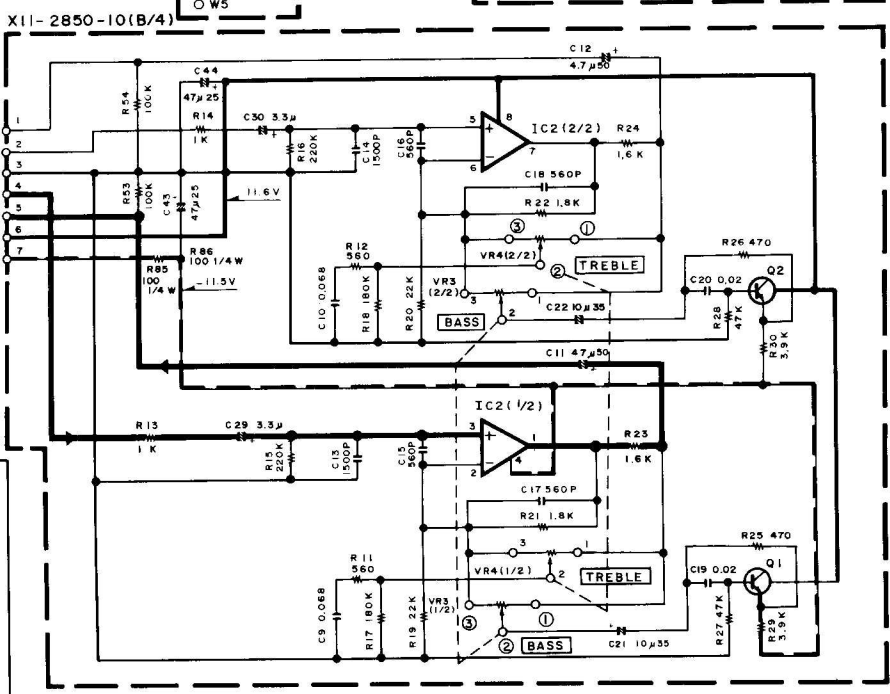 W5
X11-2850-10(B/4)
C12
4.7μ50
C44
47μ25
R54
100K
R14
1K
C30 3.3μ
R16
220K
C14
1500P
C16
560P
5
8
6
7
IC2(2/2)
R24
1.6K
1
2
3
4
5
6
7
R53
100K
C43
47μ25
11.6V
C18 560P
R22 1.8K
R85
100
1/4W
R86
100 1/4W
-11.5V
R12
560
③
①
VR4(2/2)
②
TREBLE
R26 470
C10 0.068
R18 180K
R20 22K
VR3
(2/2)
3
1
2
BASS
C22 10μ35
C20 0.02
Q2
R28
47K
R30
3.9K
C11 47μ50
IC2(1/2)
R13
1K
C29 3.3μ
R15
220K
C13
1500P
C15
560P
3
1
2
4
R23
1.6K
C17 560P
R21 1.8K
R11
560
3
1
VR4(1/2)
2
TREBLE
R25 470
C9 0.068
R17 180K
R19 22K
VR3
(1/2)
③
①
②
BASS
C21 10μ35
C19 0.02
Q1
R27 47K
R29
3.9K